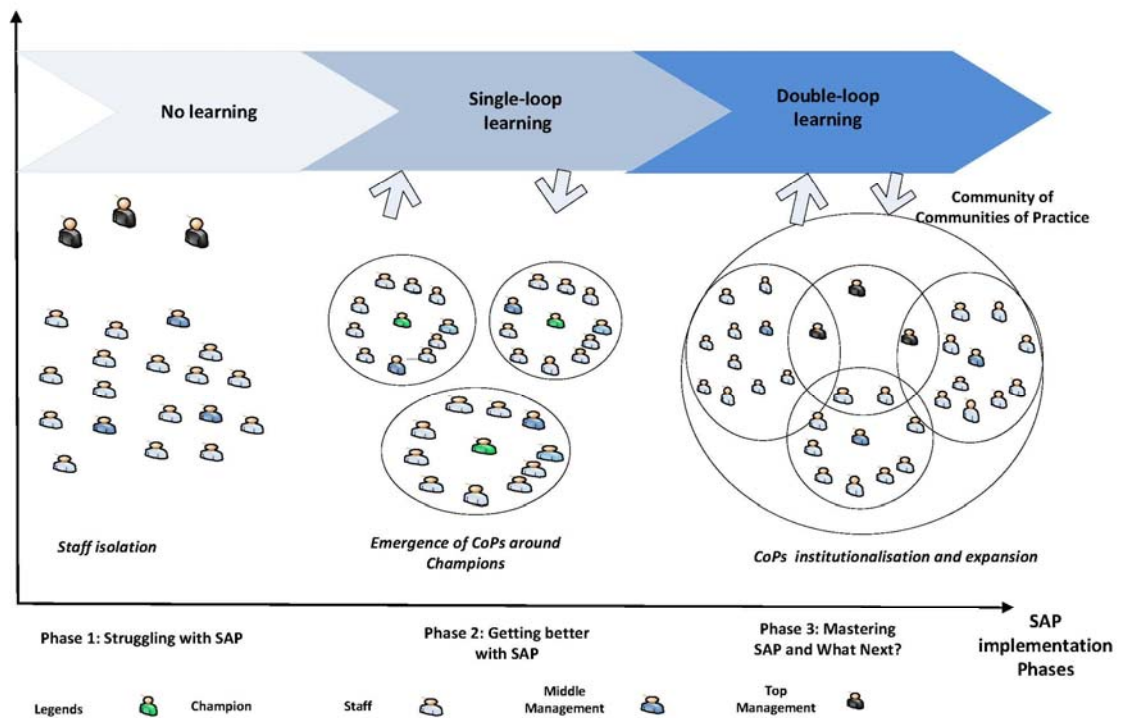 No learning
Single-loop
learning
Double-loop
learning
Community of
Communities of Practice
Staff isolation
Emergence of CoPs around
Champions
CoPs institutionalisation and expansion
Phase 1: Struggling with SAP
Phase 2: Getting better
with SAP
Phase 3: Mastering
SAP and What Next?
SAP
implementation
Phases
Legends
Champion
Staff
Middle
Management
Top
Management